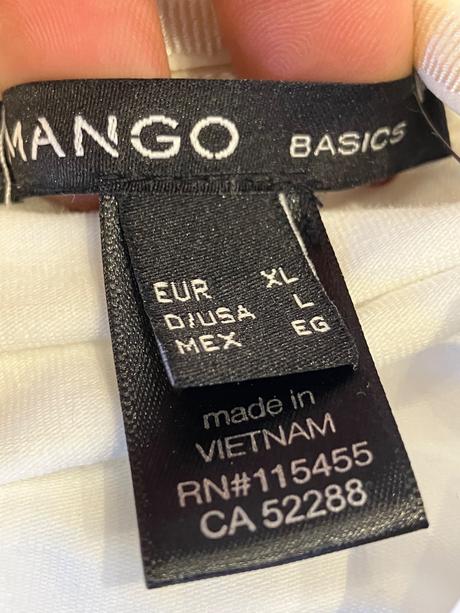 MANGO BASICS
EUR XL
D/USA L
MEX EG
made in
VIETNAM
RN#115455
CA 52288